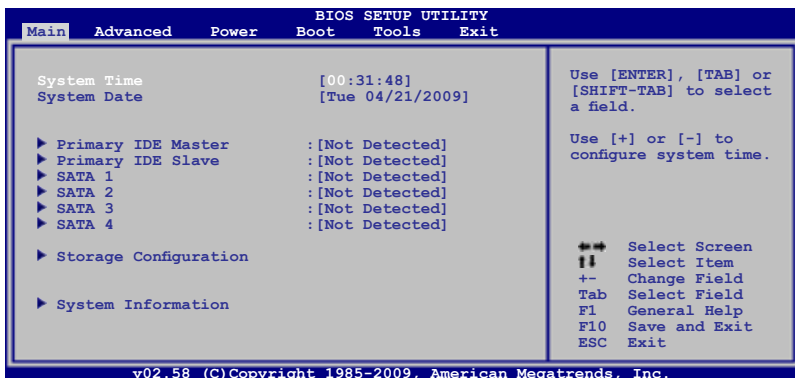 BIOS SETUP UTILITY
Main Advanced Power Boot Tools Exit
System Time [00:31:48]
System Date [Tue 04/21/2009]
Primary IDE Master :[Not Detected]
Primary IDE Slave :[Not Detected]
SATA 1 :[Not Detected]
SATA 2 :[Not Detected]
SATA 3 :[Not Detected]
SATA 4 :[Not Detected]
Storage Configuration
System Information
Use [ENTER], [TAB] or
[SHIFT-TAB] to select
a field.
Use [+] or [-] to
configure system time.
←→ Select Screen
↑↓ Select Item
+- Change Field
Tab Select Field
F1 General Help
F10 Save and Exit
ESC Exit
v02.58 (C)Copyright 1985-2009, American Megatrends, Inc.